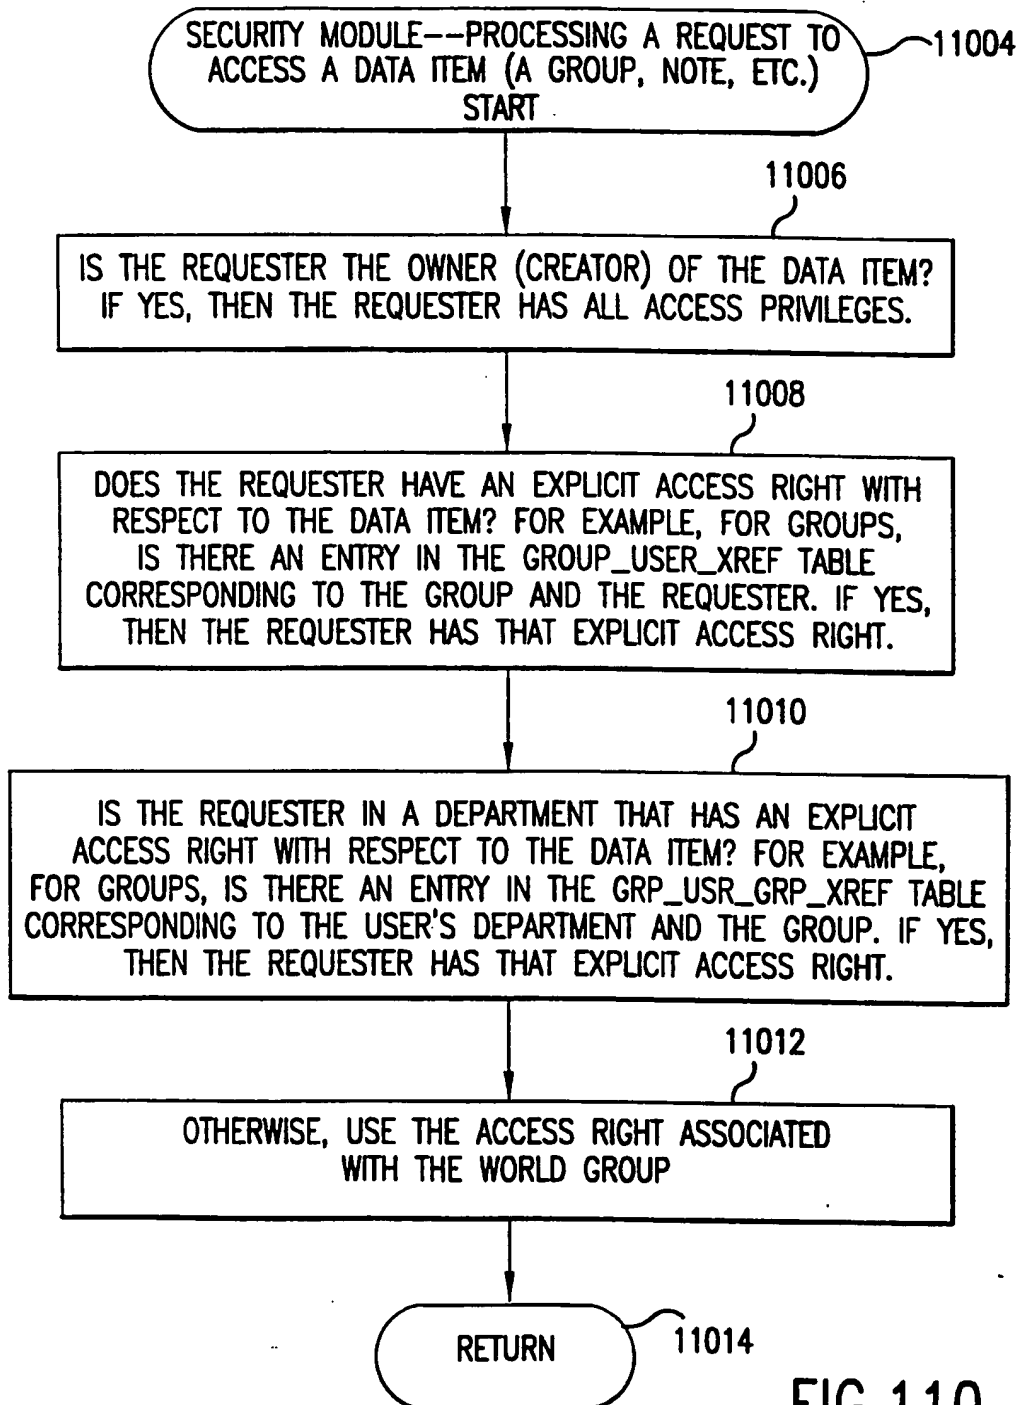 SECURITY MODULE--PROCESSING A REQUEST TO
ACCESS A DATA ITEM (A GROUP, NOTE, ETC.)
START
11004
11006
IS THE REQUESTER THE OWNER (CREATOR) OF THE DATA ITEM?
IF YES, THEN THE REQUESTER HAS ALL ACCESS PRIVILEGES.
11008
DOES THE REQUESTER HAVE AN EXPLICIT ACCESS RIGHT WITH
RESPECT TO THE DATA ITEM? FOR EXAMPLE, FOR GROUPS,
IS THERE AN ENTRY IN THE GROUP_USER_XREF TABLE
CORRESPONDING TO THE GROUP AND THE REQUESTER. IF YES,
THEN THE REQUESTER HAS THAT EXPLICIT ACCESS RIGHT.
11010
IS THE REQUESTER IN A DEPARTMENT THAT HAS AN EXPLICIT
ACCESS RIGHT WITH RESPECT TO THE DATA ITEM? FOR EXAMPLE,
FOR GROUPS, IS THERE AN ENTRY IN THE GRP_USR_GRP_XREF TABLE
CORRESPONDING TO THE USER'S DEPARTMENT AND THE GROUP. IF YES,
THEN THE REQUESTER HAS THAT EXPLICIT ACCESS RIGHT.
11012
OTHERWISE, USE THE ACCESS RIGHT ASSOCIATED
WITH THE WORLD GROUP
RETURN
11014
FIG. 110